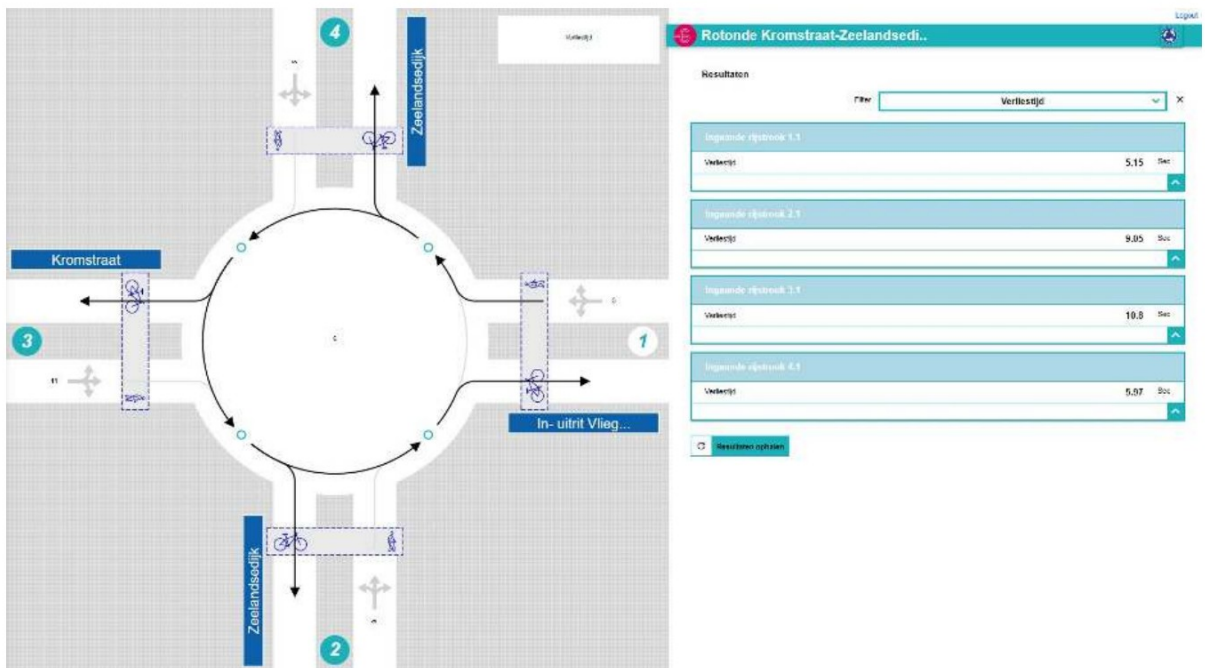 4
Zeelandsedijk
Verliestijd
Kromstraat
3
1
In- uitrit Vlieg...
Zeelandsedijk
2
Logout
Rotonde Kromstraat-Zeelandsedi..
Resultaten
Filter
Verliestijd
×
Ingaande rijstrook 1.1
Verliestijd 5.15 Sec
Ingaande rijstrook 2.1
Verliestijd 9.05 Sec
Ingaande rijstrook 3.1
Verliestijd 10.8 Sec
Ingaande rijstrook 4.1
Verliestijd 5.97 Sec
Resultaten ophalen